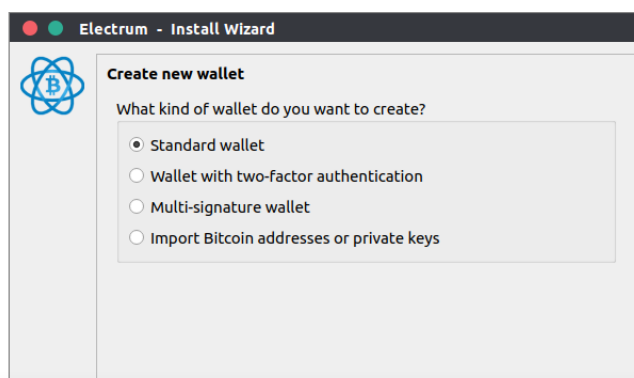 Electrum - Install Wizard
Create new wallet
What kind of wallet do you want to create?
Standard wallet
Wallet with two-factor authentication
Multi-signature wallet
Import Bitcoin addresses or private keys